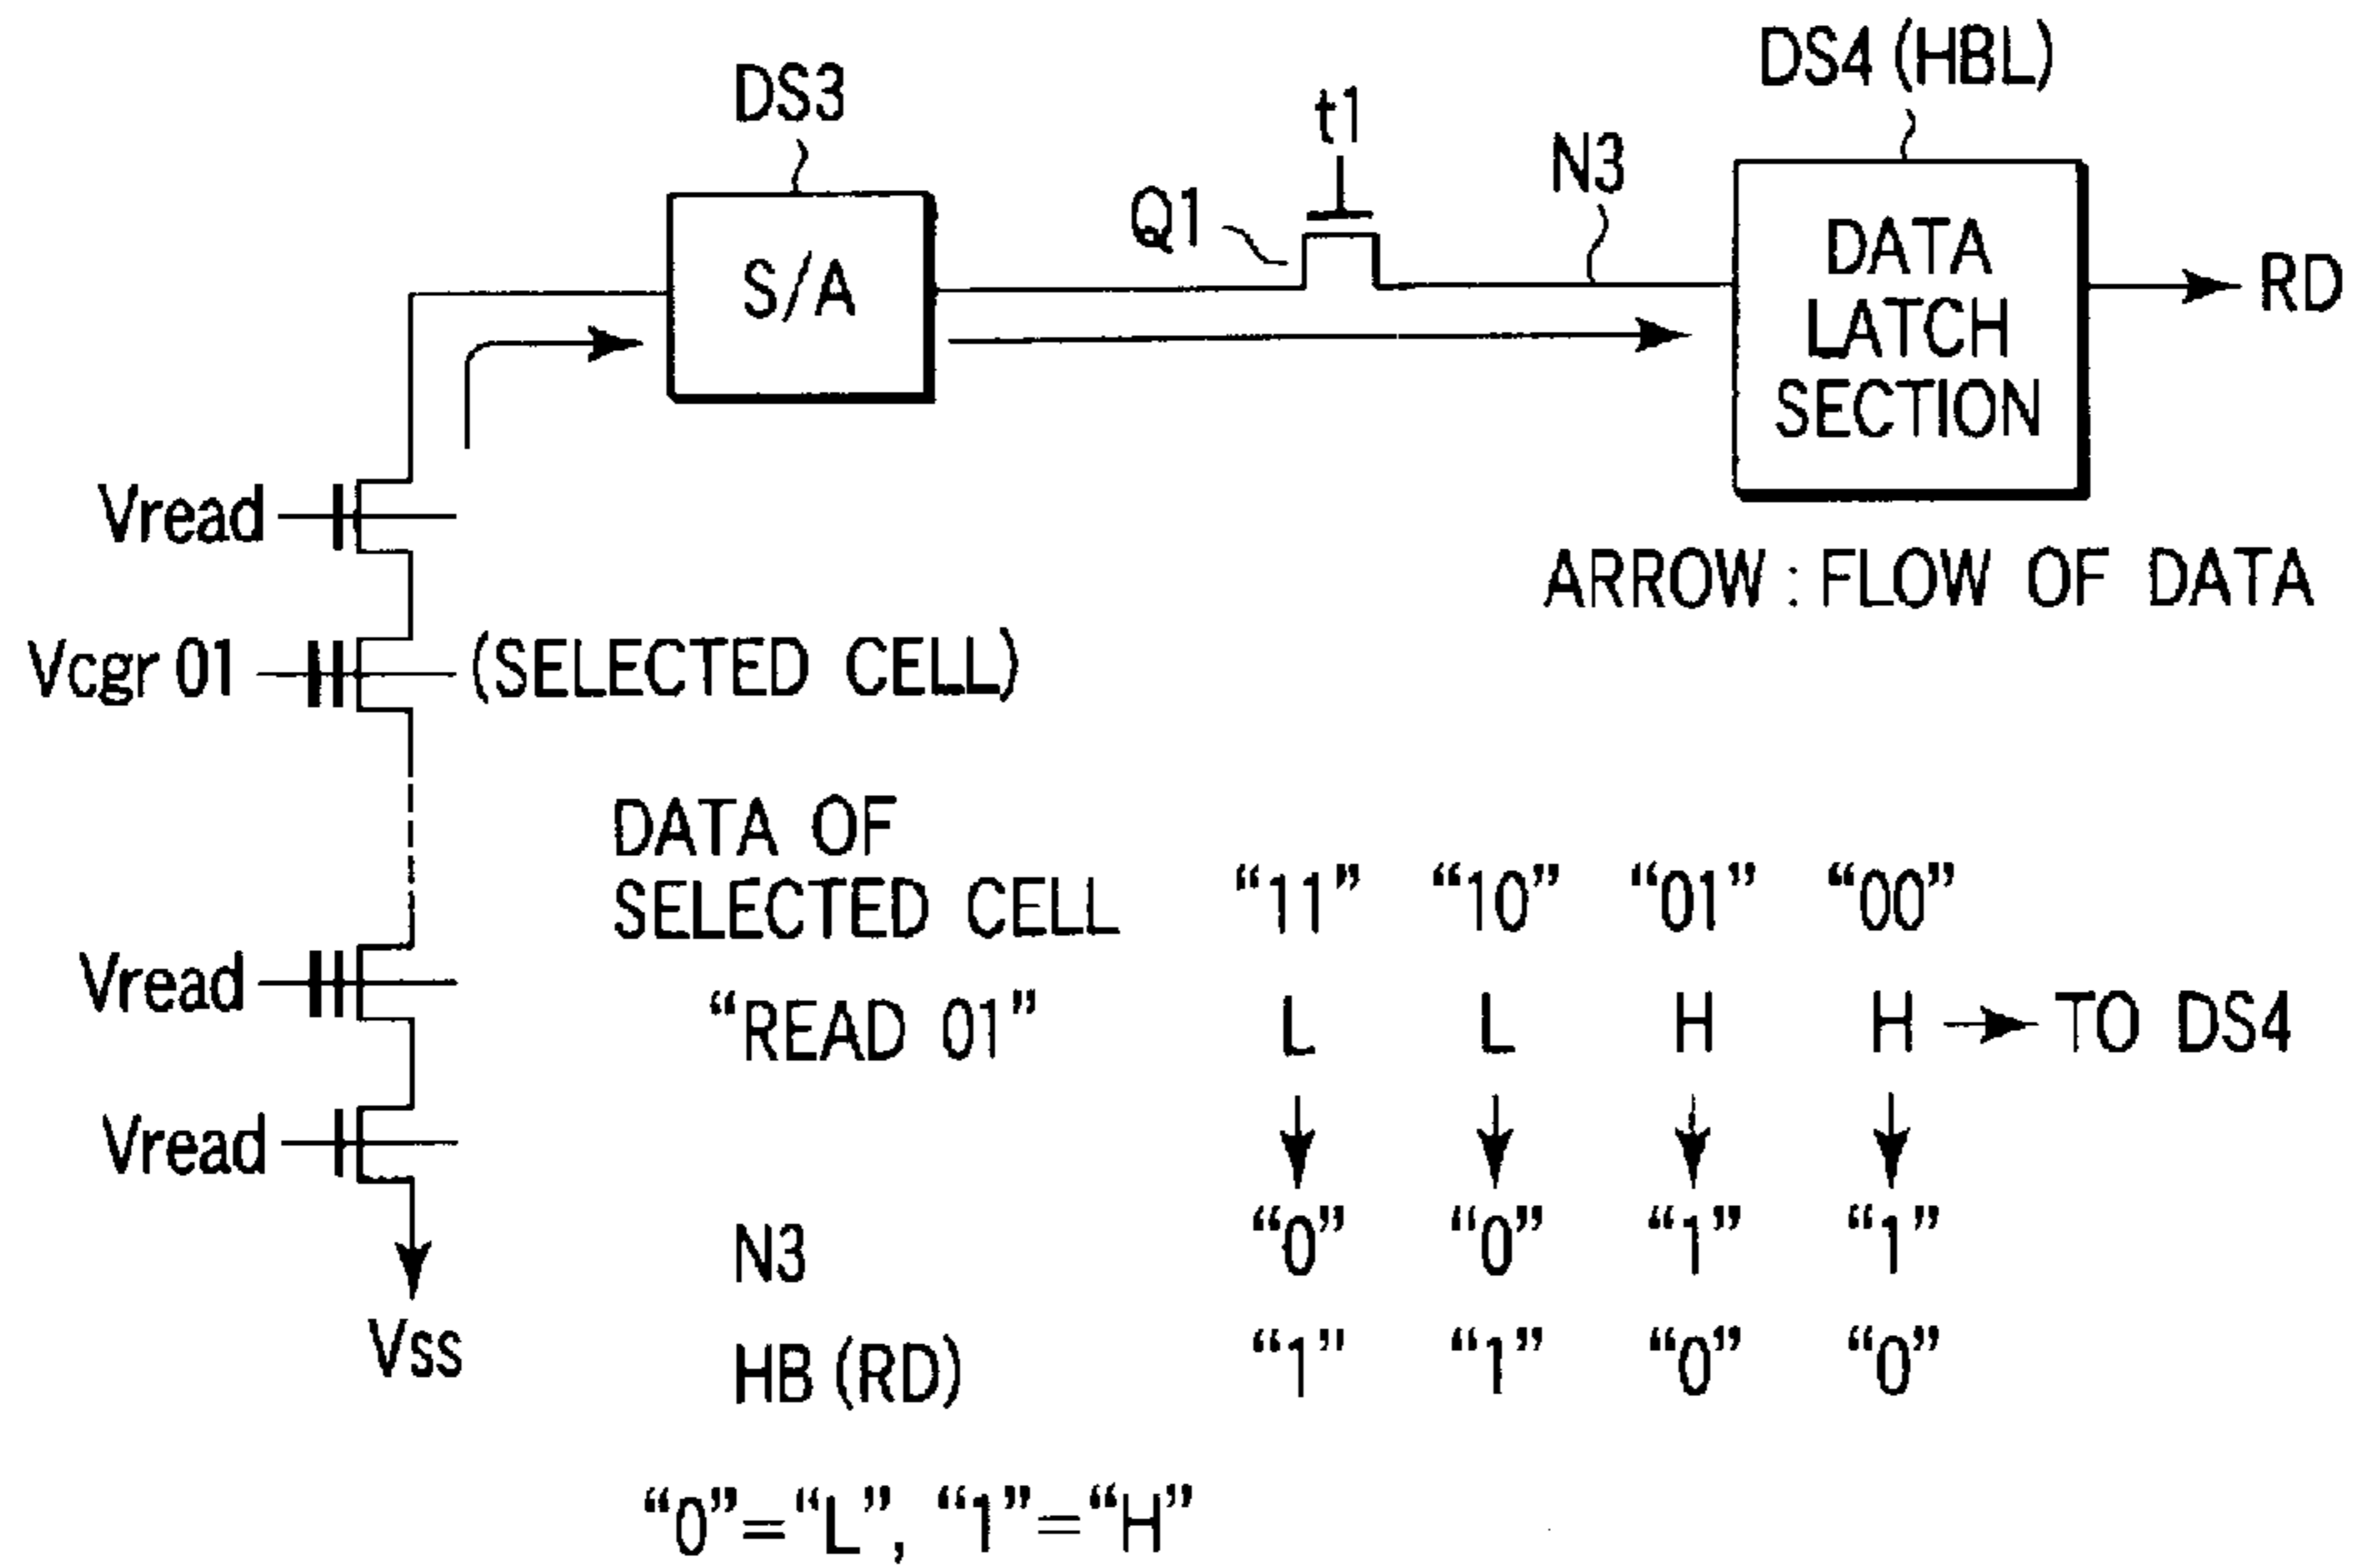 DS4 (HBL)
DS3
t1
N3
Q1
S/A
DATA
LATCH
SECTION
RD
Vread
ARROW : FLOW OF DATA
Vcgr 01
(SELECTED CELL)
DATA OF
SELECTED CELL “11” “10” “01” “00”
Vread
“READ 01” L L H H → TO DS4
Vread
N3 “0” “0” “1” “1”
Vss
HB (RD) “1” “1” “0” “0”
“0”=“L”, “1”=“H”